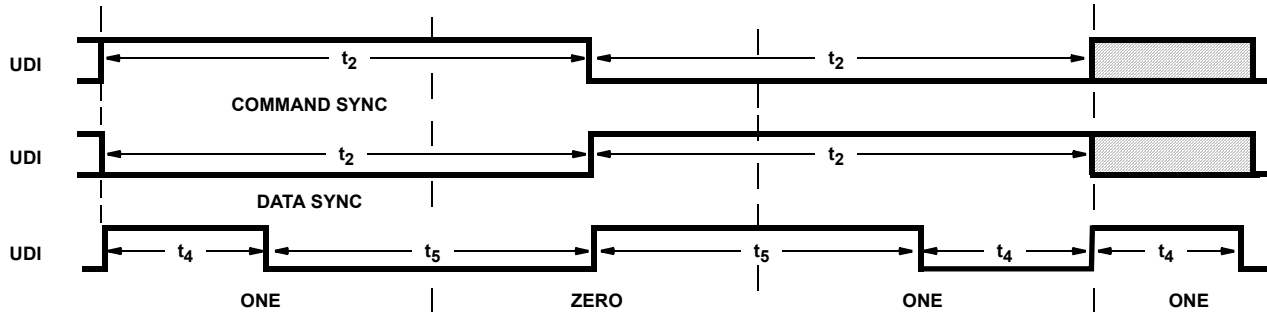 UDI t2 t2
COMMAND SYNC
UDI t2 t2
DATA SYNC
UDI t4 t5 t5 t4 t4
ONE ZERO ONE ONE